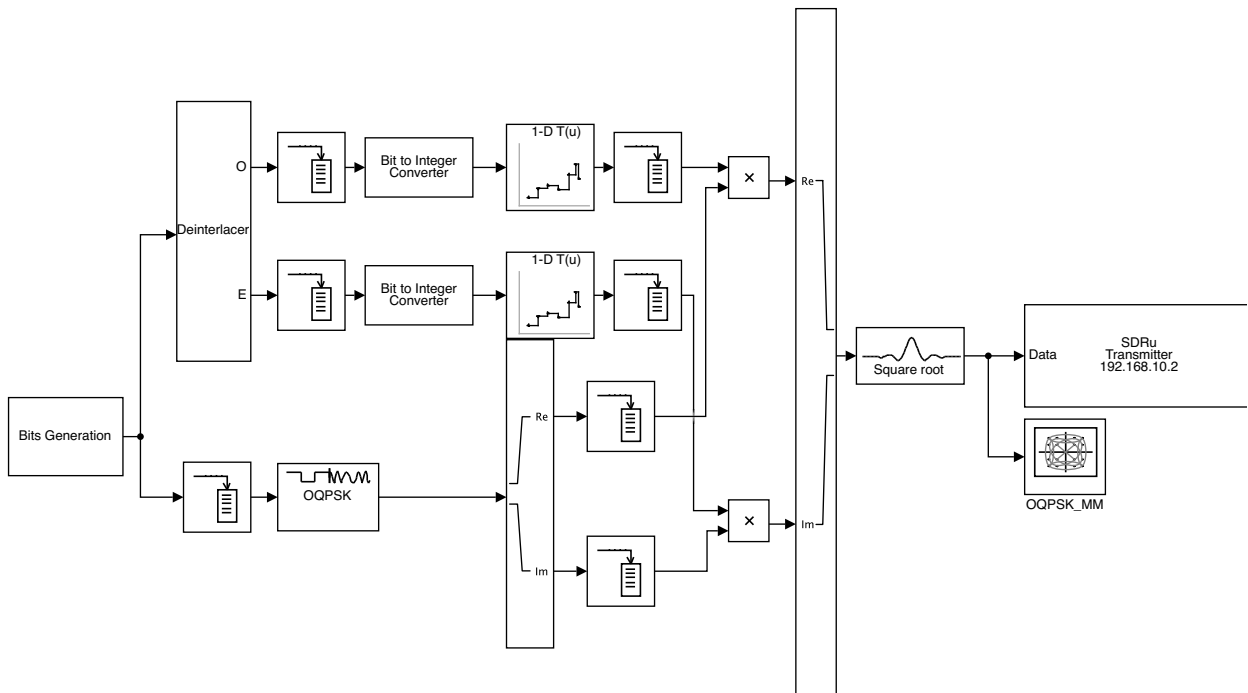 1-D T(u)
O
Bit to Integer
Converter
×
Re
Deinterlacer
1-D T(u)
E
Bit to Integer
Converter
SDRu
Data
Transmitter
192.168.10.2
Square root
Re
Bits Generation
OQPSK
OQPSK_MM
×
Im
Im